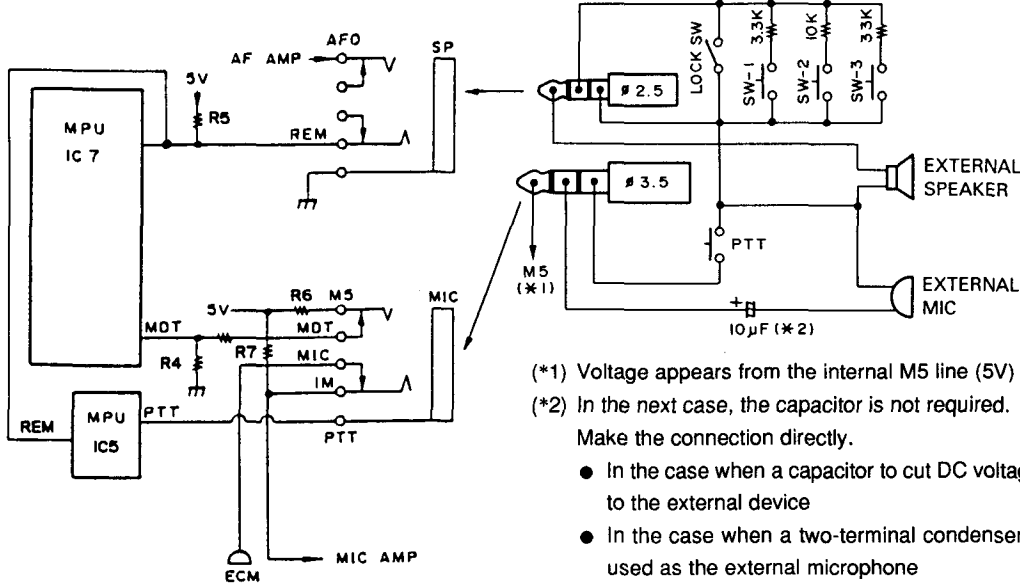 AFO
SP
AF AMP
5V
R5
MPU
IC 7
REM
LOCK SW
3.3K
SW-1
10K
SW-2
33K
SW-3
ø 2.5
ø 3.5
EXTERNAL
SPEAKER
PTT
M5
(*1)
EXTERNAL
MIC
+
10μF (*2)
R6
M5
MIC
5V
MDT
MDT
R7
R4
MIC
IM
MPU
IC5
PTT
REM
PTT
MIC AMP
ECM
(*1) Voltage appears from the internal M5 line (5V)
(*2) In the next case, the capacitor is not required.
Make the connection directly.
● In the case when a capacitor to cut DC voltag
to the external device
● In the case when a two-terminal condenser
used as the external microphone